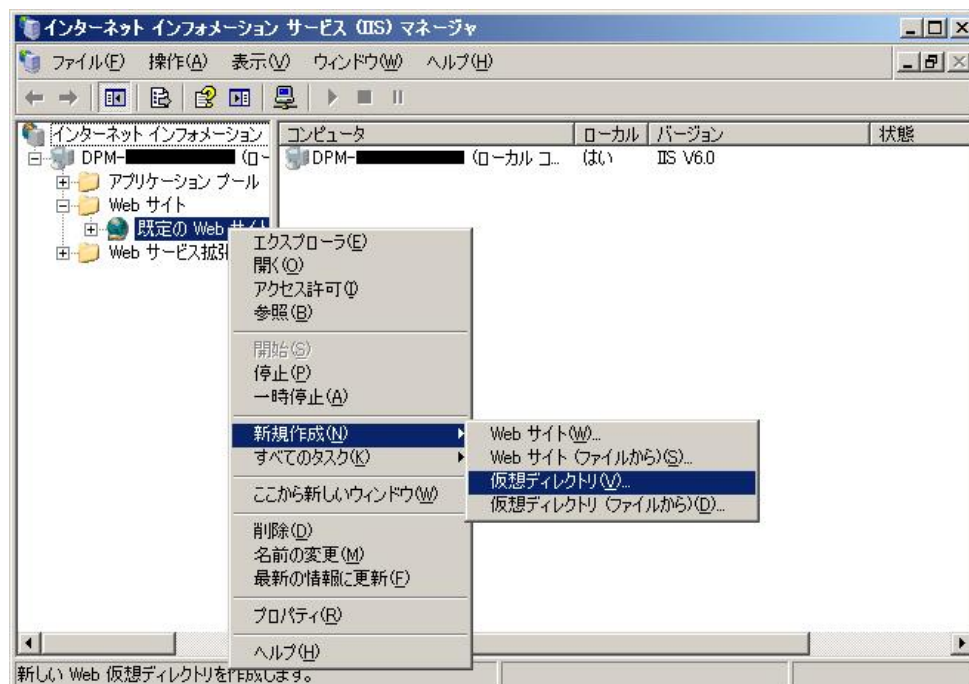 インターネット インフォメーション サービス (IIS) マネージャ
ファイル(F) 操作(A) 表示(V) ウィンドウ(W) ヘルプ(H)
インターネット インフォメーション
コンピュータ ローカル バージョン 状態
DPM- (ロー
DPM- (ローカル コ... はい IIS V6.0
アプリケーション プール
Web サイト
既定の Web サイト
Web サービス拡張
エクスプローラ(E)
開く(O)
アクセス許可(I)
参照(B)
開始(S)
停止(P)
一時停止(A)
新規作成(N)
すべてのタスク(K)
ここから新しいウィンドウ(W)
削除(D)
名前の変更(M)
最新の情報に更新(F)
プロパティ(R)
ヘルプ(H)
Web サイト(W)...
Web サイト (ファイルから)(S)...
仮想ディレクトリ(V)...
仮想ディレクトリ (ファイルから)(D)...
新しい Web 仮想ディレクトリを作成します。